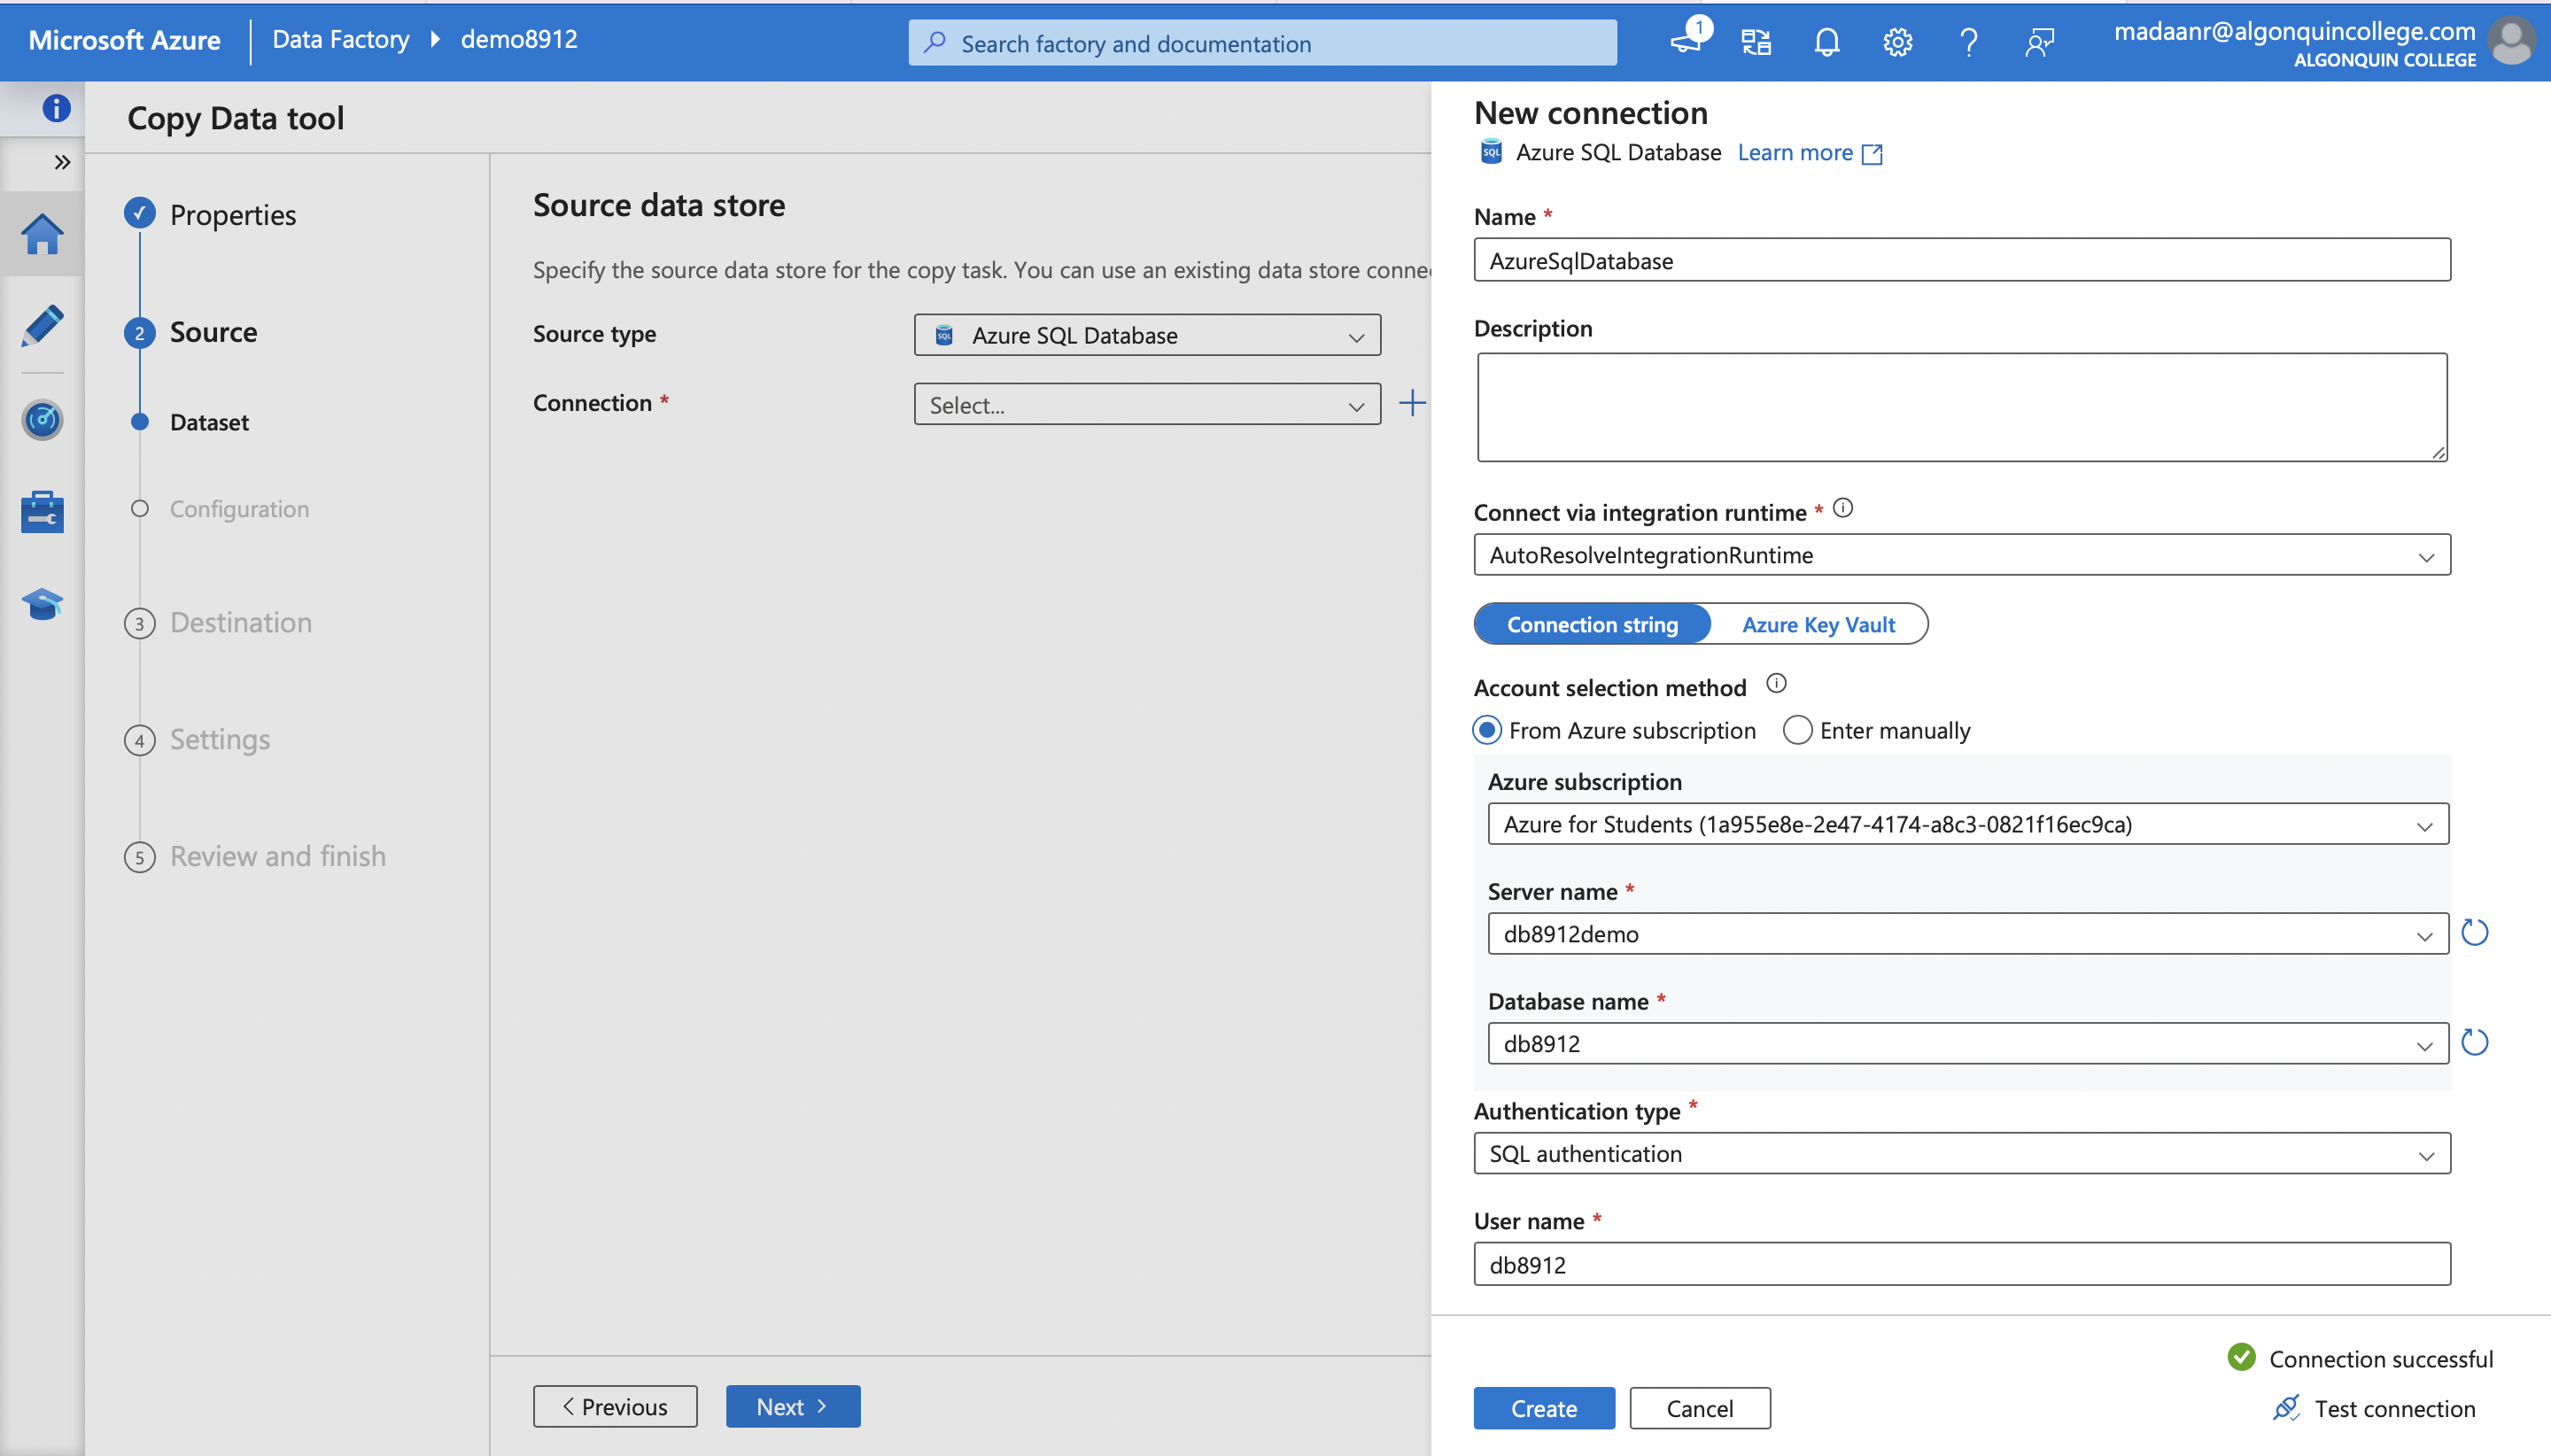 Microsoft Azure
Data Factory
demo8912
Search factory and documentation
1
madaanr@algonquincollege.com
ALGONQUIN COLLEGE
Copy Data tool
Properties
2
Source
Dataset
Configuration
3
Destination
4
Settings
5
Review and finish
Source data store
Specify the source data store for the copy task. You can use an existing data store conne
Source type
SQL
Azure SQL Database
Connection *
Select...
Previous
Next
New connection
SQL
Azure SQL Database
Learn more
Name *
AzureSqlDatabase
Description
Connect via integration runtime *
AutoResolveIntegrationRuntime
Connection string
Azure Key Vault
Account selection method
From Azure subscription
Enter manually
Azure subscription
Azure for Students (1a955e8e-2e47-4174-a8c3-0821f16ec9ca)
Server name *
db8912demo
Database name *
db8912
Authentication type *
SQL authentication
User name *
db8912
Connection successful
Create
Cancel
Test connection